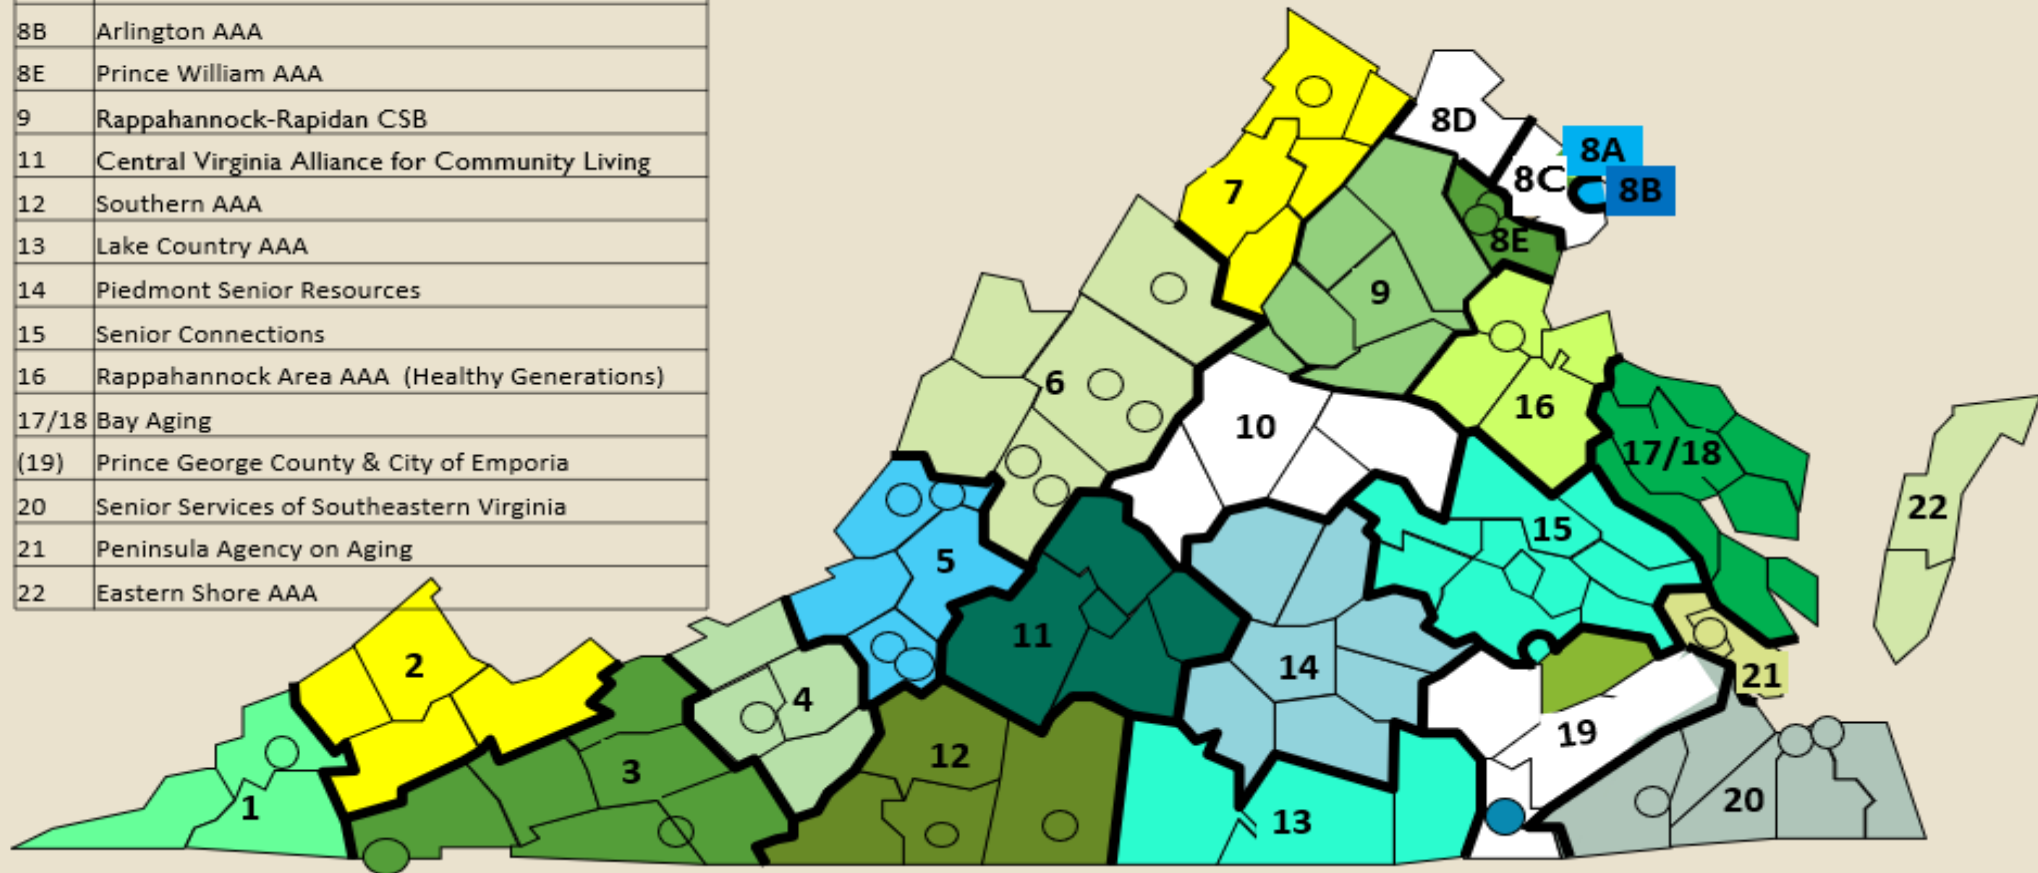 8B Arlington AAA
8E Prince William AAA
9 Rappahannock-Rapidan CSB
11 Central Virginia Alliance for Community Living
12 Southern AAA
13 Lake Country AAA
14 Piedmont Senior Resources
15 Senior Connections
16 Rappahannock Area AAA (Healthy Generations)
17/18 Bay Aging
(19) Prince George County & City of Emporia
20 Senior Services of Southeastern Virginia
21 Peninsula Agency on Aging
22 Eastern Shore AAA
8D
8A
8C
8B
7
8E
9
6
10
16
17/18
22
15
5
11
2
14
21
4
19
12
3
20
1
13